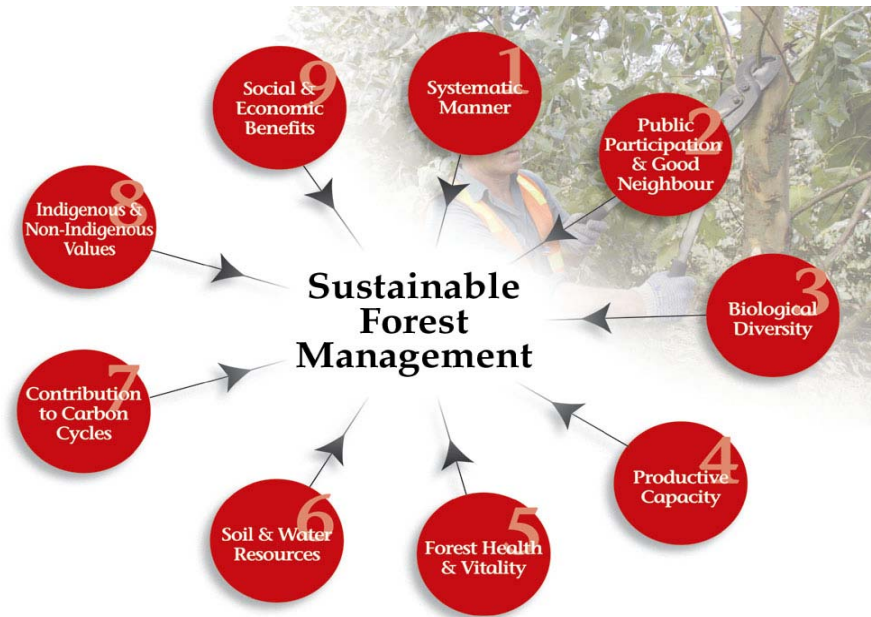 Sustainable
Forest
Management
1
Systematic
Manner
2
Public
Participation
& Good
Neighbour
3
Biological
Diversity
4
Productive
Capacity
5
Forest Health
& Vitality
6
Soil & Water
Resources
7
Contribution
to Carbon
Cycles
8
Indigenous &
Non-Indigenous
Values
9
Social &
Economic
Benefits